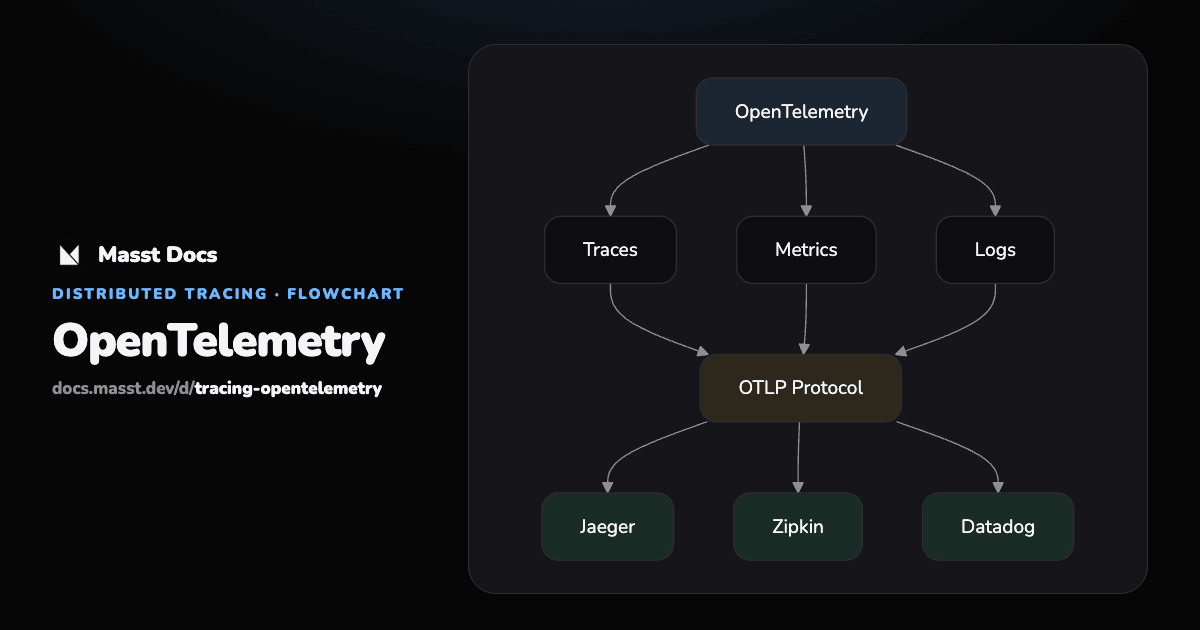 Masst Docs
DISTRIBUTED TRACING · FLOWCHART
OpenTelemetry
docs.masst.dev/d/tracing-opentelemetry
OpenTelemetry
Traces
Metrics
Logs
OTLP Protocol
Jaeger
Zipkin
Datadog